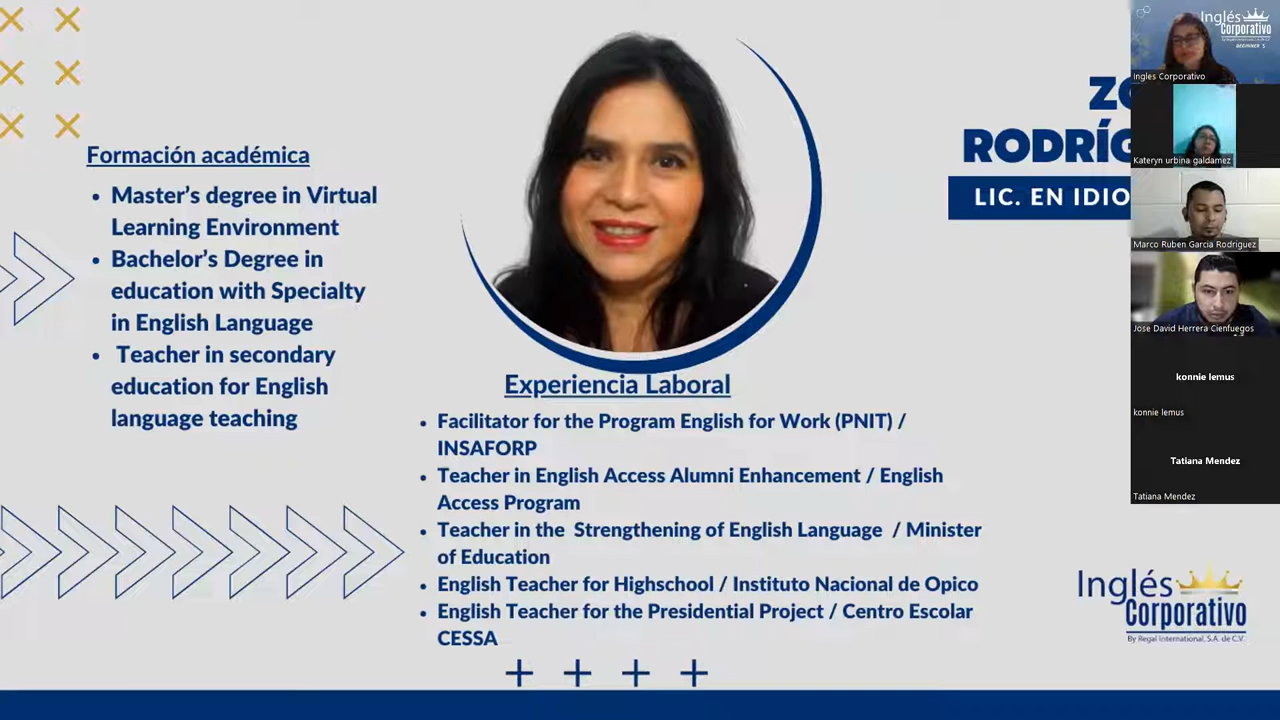 Formación académica
Master's degree in Virtual
Learning Environment
Bachelor's Degree in
education with Specialty
in English Language
Teacher in secondary
education for English
language teaching
Experiencia Laboral
Facilitator for the Program English for Work (PNIT) /
INSAFORP
Teacher in English Access Alumni Enhancement / English
Access Program
Teacher in the Strengthening of English Language / Minister
of Education
English Teacher for Highschool / Instituto Nacional de Opico
English Teacher for the Presidential Project / Centro Escolar
CESSA
LIC. EN IDIO
Inglés
Corporativo
By Regal International, S.A. de C.V.
Inglés
Corporativo
BEGINNER 5
Ingles Corporativo
Kateryn urbina galdamez
Marco Ruben Garcia Rodriguez
Jose David Herrera Cienfuegos
konnie lemus
konnie lemus
Tatiana Mendez
Tatiana Mendez